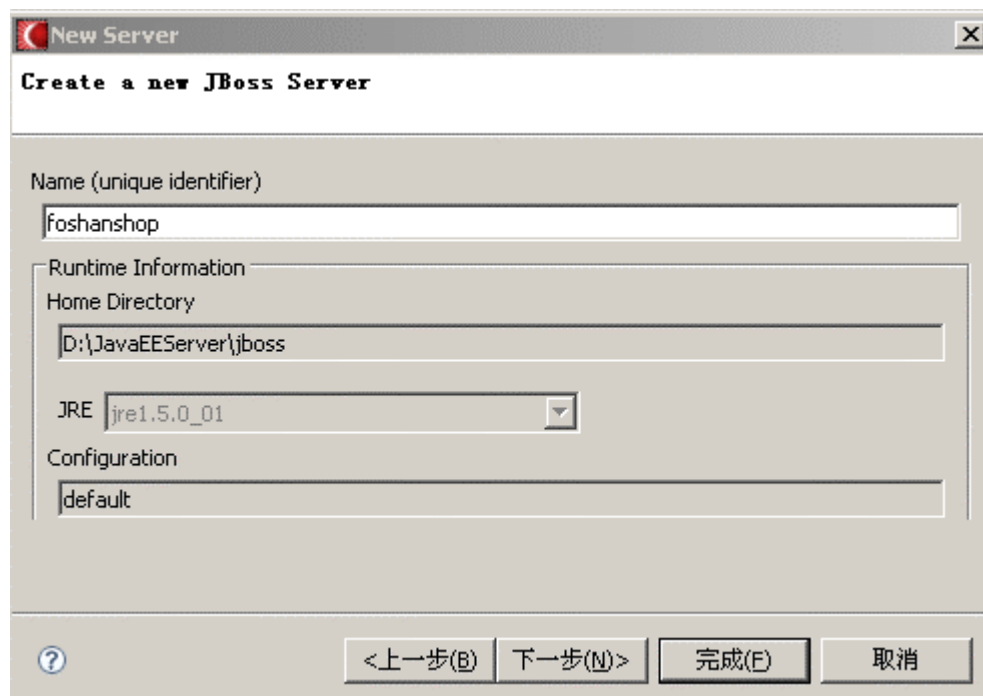 New Server
Create a new JBoss Server
Name (unique identifier)
foshanshop
Runtime Information
Home Directory
D:\JavaEEServer\jboss
JRE jre1.5.0_01
Configuration
default
<上一步(B) 下一步(N)> 完成(F) 取消